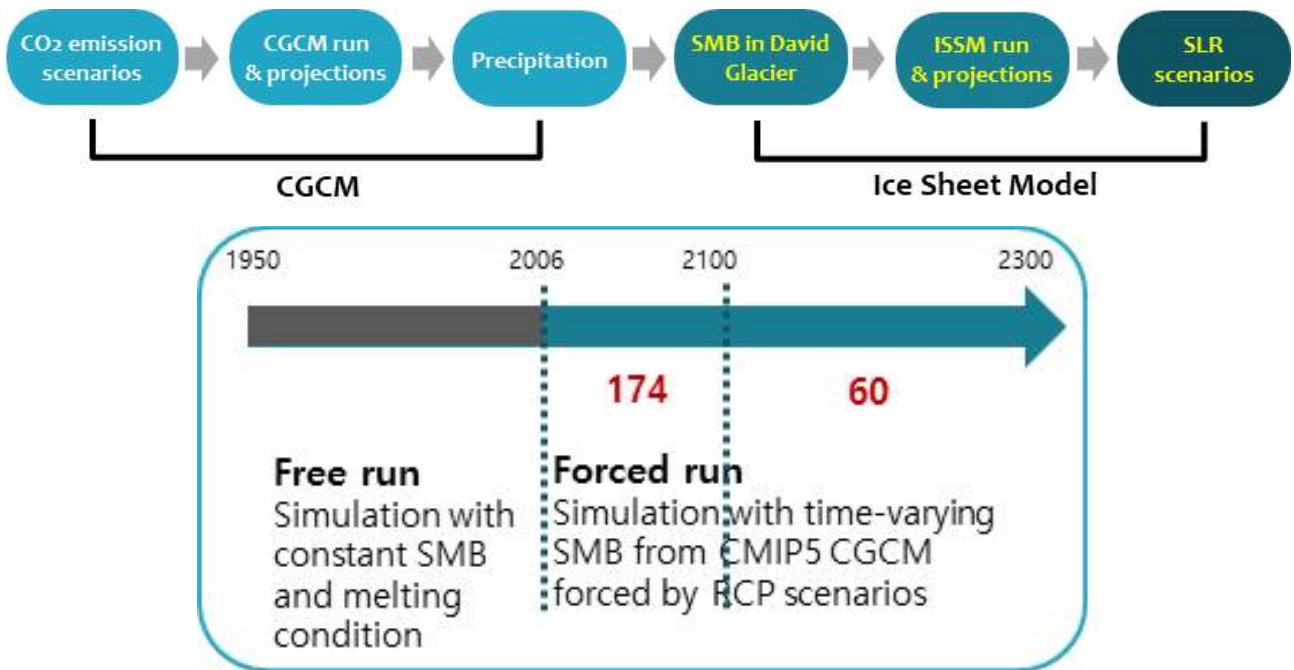 CO2 emission
scenarios
CGCM run
& projections
Precipitation
SMB in David
Glacier
ISSM run
& projections
SLR
scenarios
CGCM
Ice Sheet Model
1950
2006
2100
2300
174
60
Free run
Simulation with
constant SMB
and melting
condition
Forced run
Simulation with time-varying
SMB from CMIP5 CGCM
forced by RCP scenarios